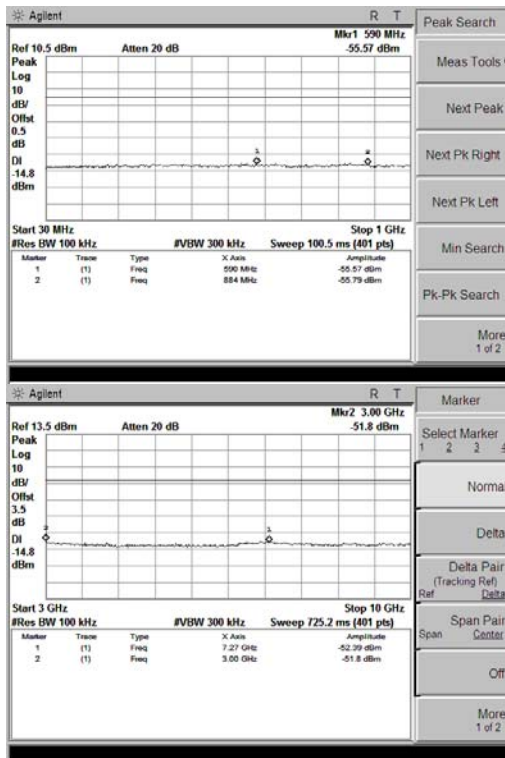 Agilent R T
Mkr1 590 MHz
Ref 10.5 dBm Atten 20 dB -55.57 dBm
Peak
Log
10
dB/
Offst
0.5
dB
DI
-14.8
dBm
1
2
Start 30 MHz Stop 1 GHz
#Res BW 100 kHz #VBW 300 kHz Sweep 100.5 ms (401 pts)
Marker Trace Type X Axis Amplitude
1 (1) Freq 590 MHz -55.57 dBm
2 (1) Freq 884 MHz -55.79 dBm
Peak Search
Meas Tools
Next Peak
Next Pk Right
Next Pk Left
Min Search
Pk-Pk Search
More
1 of 2
Agilent R T
Mkr2 3.00 GHz
Ref 13.5 dBm Atten 20 dB -51.8 dBm
Peak
Log
10
dB/
Offst
3.5
dB
DI
-14.8
dBm
2
1
Start 3 GHz Stop 10 GHz
#Res BW 100 kHz #VBW 300 kHz Sweep 725.2 ms (401 pts)
Marker Trace Type X Axis Amplitude
1 (1) Freq 7.27 GHz -52.39 dBm
2 (1) Freq 3.00 GHz -51.8 dBm
Marker
Select Marker
1 2 3 4
Normal
Delta
Delta Pair
(Tracking Ref)
Ref Delta
Span Pair
Span Center
Off
More
1 of 2